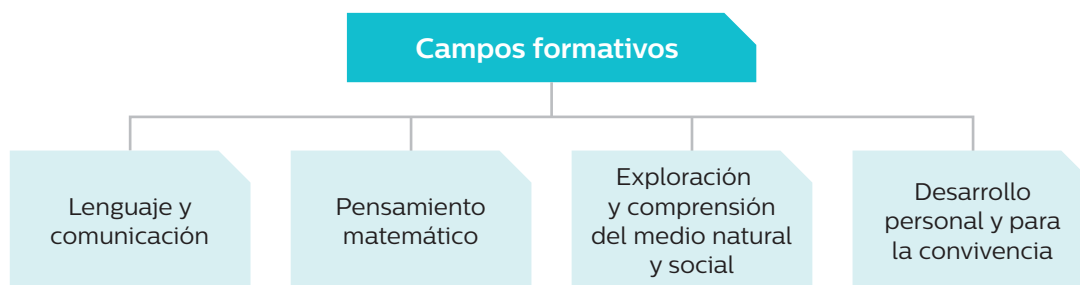 Campos formativos
Lenguaje y
comunicación
Pensamiento
matemático
Exploración
y comprensión
del medio natural
y social
Desarrollo
personal y para
la convivencia